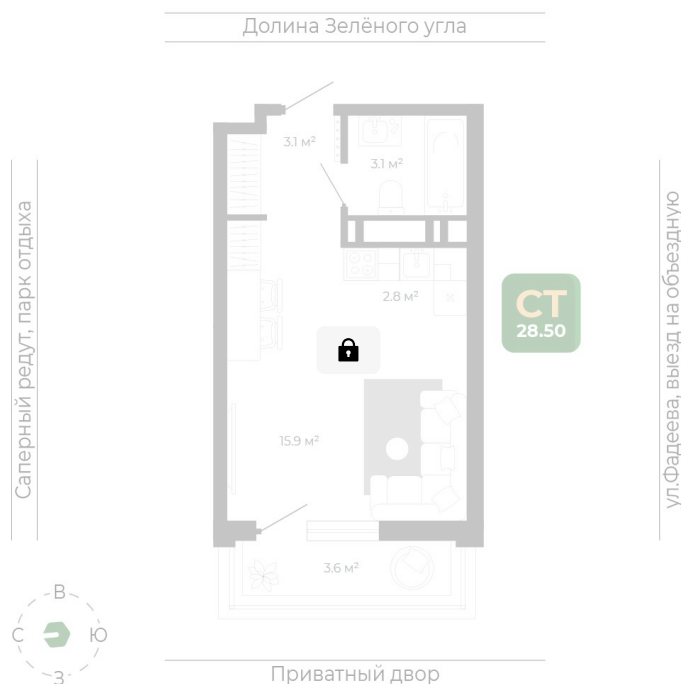 Долина Зелёного угла
3.1 м²
3.1 м²
Саперный редут, парк отдыха
ул.Фадеева, выезд на объездную
2.8 м²
СТ
28.50
15.9 м²
3.6 м²
В
С
Ю
З
Приватный двор